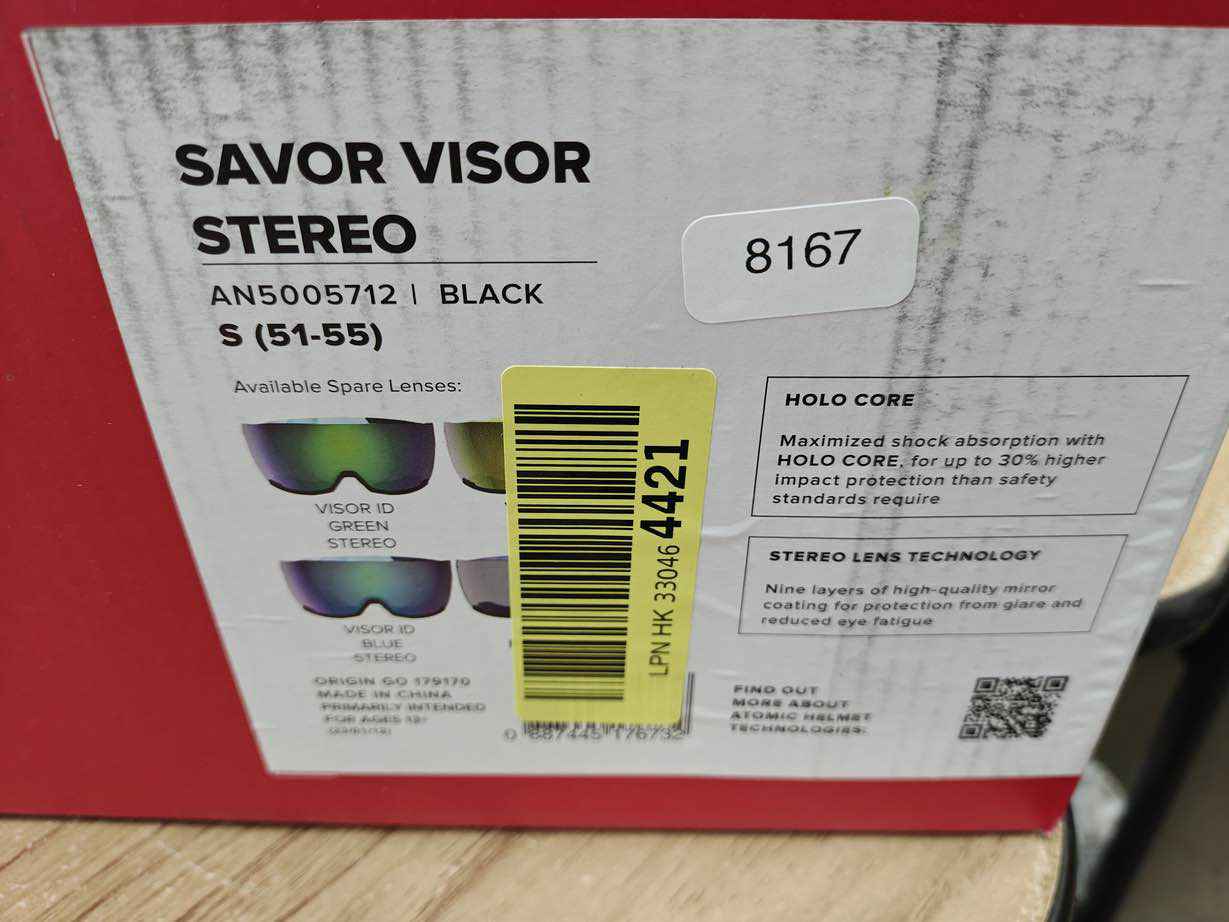 SAVOR VISOR
STEREO
AN5005712 | BLACK
S (51-55)
8167
Available Spare Lenses:
VISOR ID
GREEN
STEREO
VISOR ID
BLUE
STEREO
LPN HK 330464421
HOLO CORE
Maximized shock absorption with
HOLO CORE, for up to 30% higher
impact protection than safety
standards require
STEREO LENS TECHNOLOGY
Nine layers of high-quality mirror
coating for protection from glare and
reduced eye fatigue
ORIGIN GO 179170
MADE IN CHINA
PRIMARILY INTENDED
FOR AGES 12+
0 887445 176732
FIND OUT
MORE ABOUT
ATOMIC HELMET
TECHNOLOGIES: